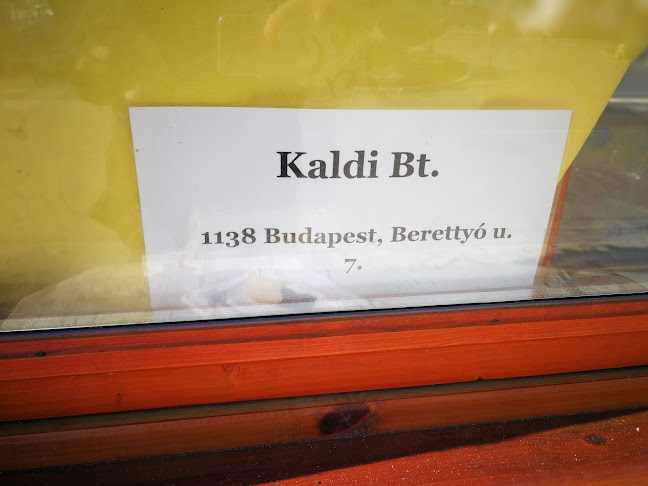 Kaldi Bt.
1138 Budapest, Berettyó u.
7.